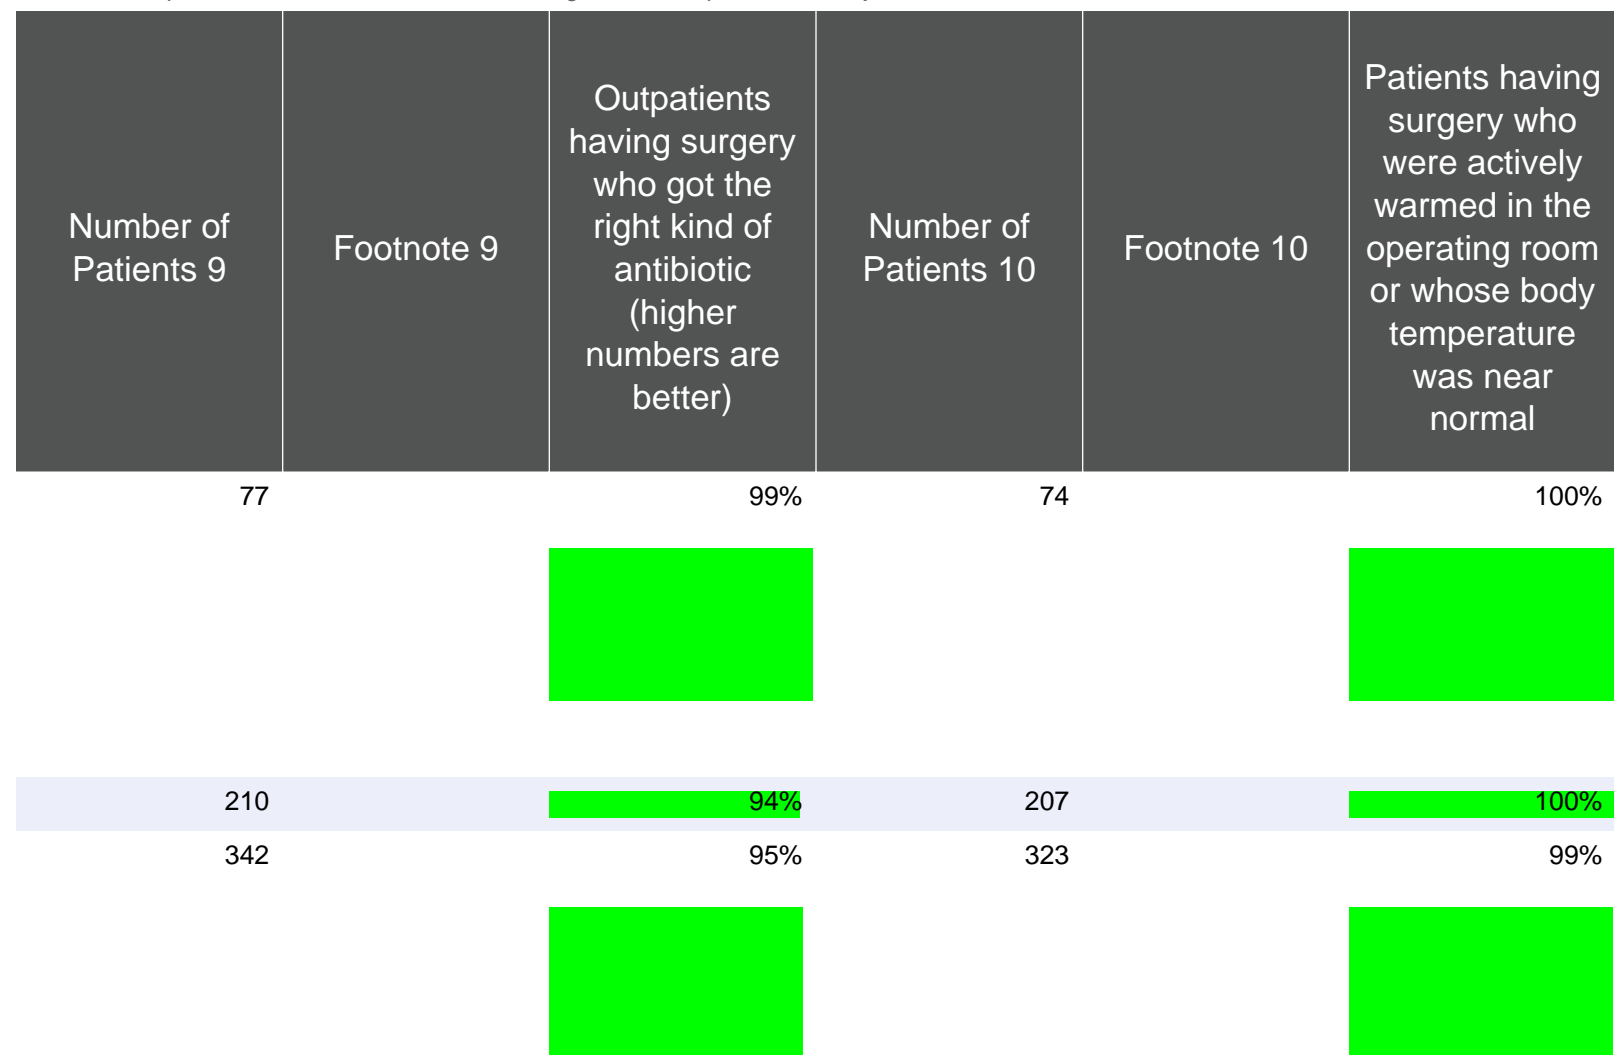 Number of
Patients 9
Footnote 9
Outpatients
having surgery
who got the
right kind of
antibiotic
(higher
numbers are
better)
Number of
Patients 10
Footnote 10
Patients having
surgery who
were actively
warmed in the
operating room
or whose body
temperature
was near
normal
77 99% 74 100%
210 94% 207 100%
342 95% 323 99%